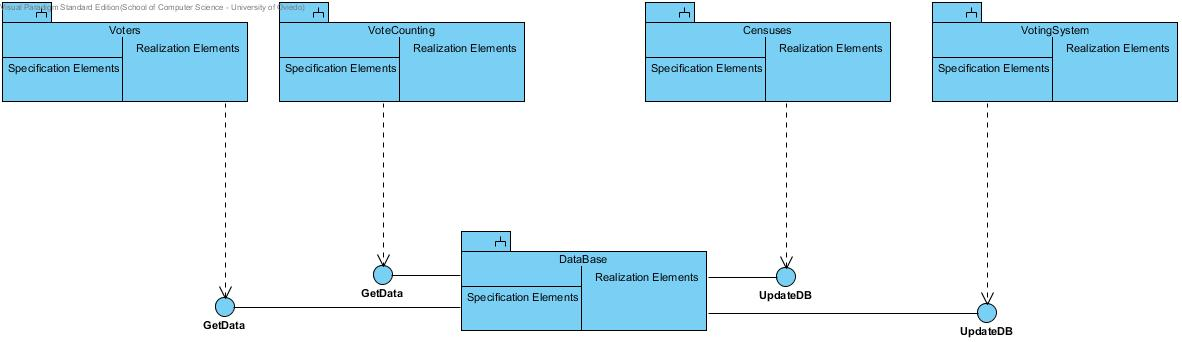 Visual Paradigm Standard Edition(School of Computer Science - University of Oviedo)
Voters
Realization Elements
Specification Elements
VoteCounting
Realization Elements
Specification Elements
Censuses
Realization Elements
Specification Elements
VotingSystem
Realization Elements
Specification Elements
DataBase
Realization Elements
Specification Elements
GetData
GetData
UpdateDB
UpdateDB